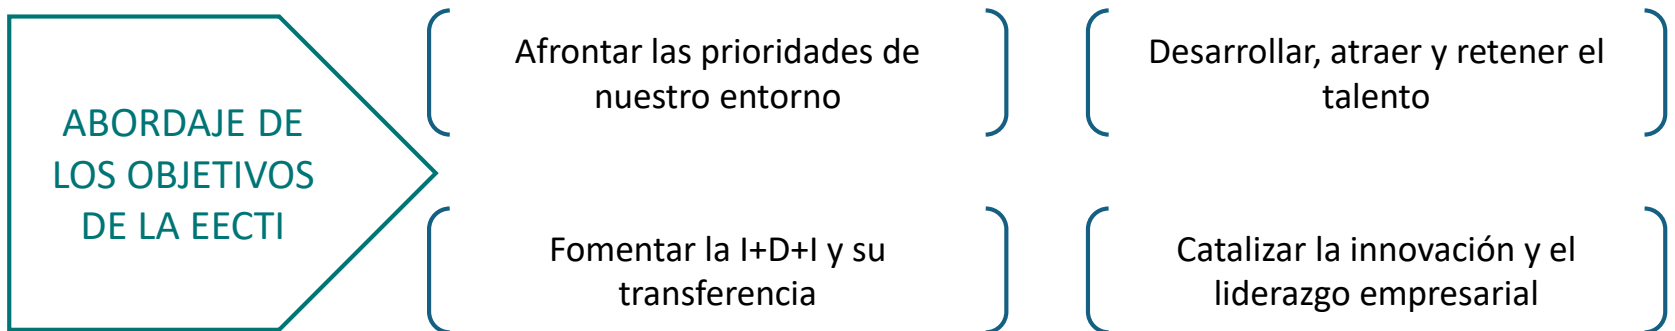 ABORDAJE DE
LOS OBJETIVOS
DE LA EECTI
Afrontar las prioridades de
nuestro entorno
Desarrollar, atraer y retener el
talento
Fomentar la I+D+I y su
transferencia
Catalizar la innovación y el
liderazgo empresarial